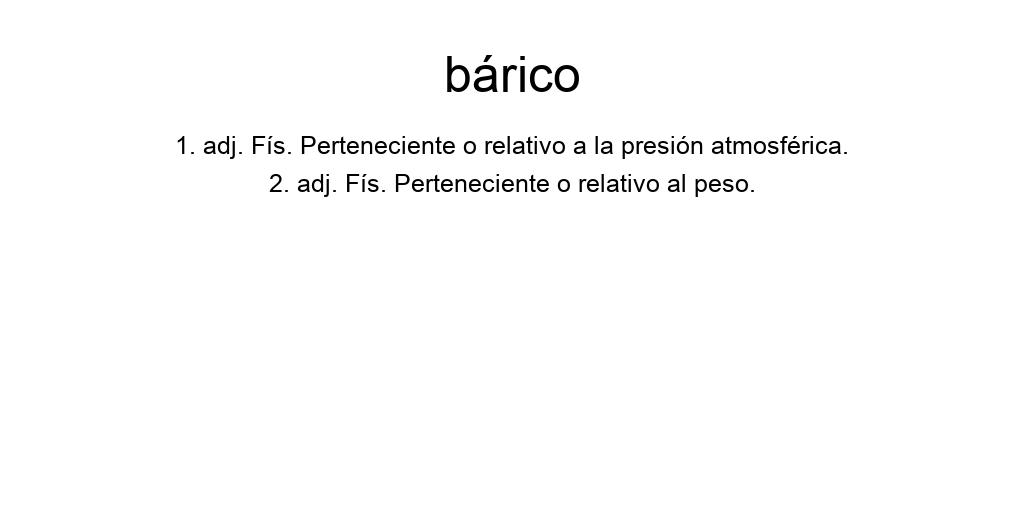 bárico
1. adj. Fís. Perteneciente o relativo a la presión atmosférica.
2. adj. Fís. Perteneciente o relativo al peso.